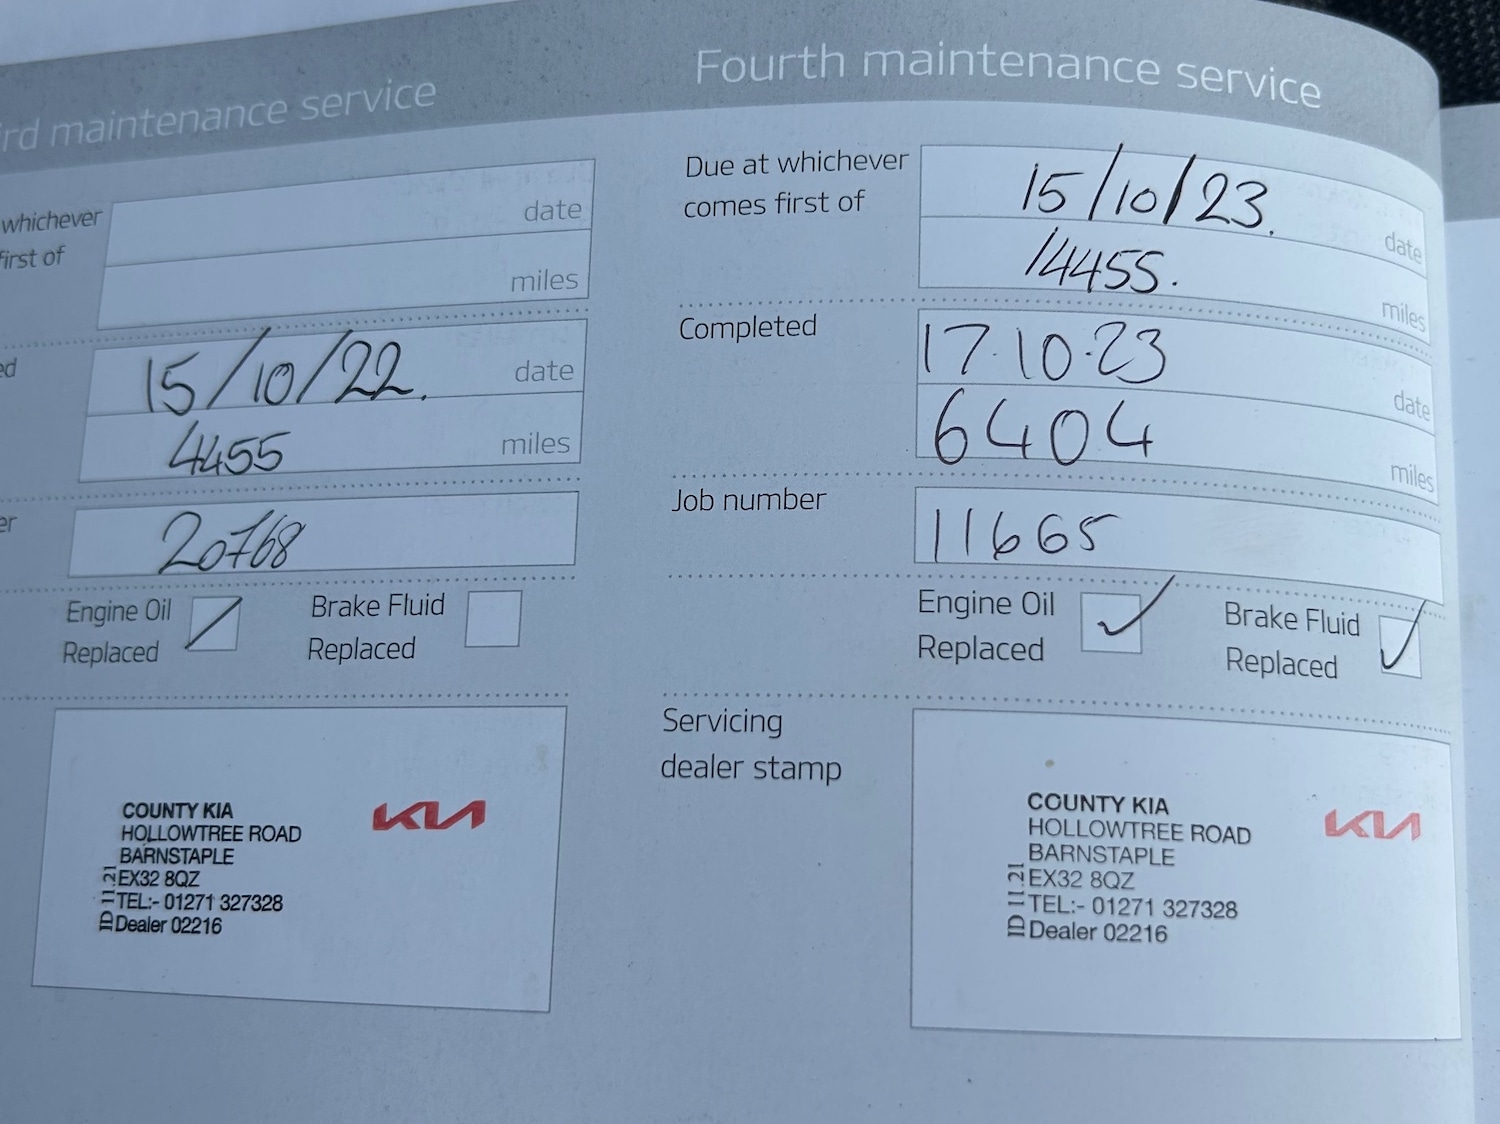 ird maintenance service
whichever
first of
date
miles
ed
15/10/22.
date
4455
miles
er
20768
Engine Oil
Replaced
Brake Fluid
Replaced
COUNTY KIA
HOLLOWTREE ROAD
BARNSTAPLE
EX32 8QZ
TEL:- 01271 327328
Dealer 02216
ID 11.21
KIA
Fourth maintenance service
Due at whichever
comes first of
15/10/23.
date
14455.
miles
Completed
17.10.23
date
6404
miles
Job number
11665
Engine Oil
Replaced
Brake Fluid
Replaced
Servicing
dealer stamp
COUNTY KIA
HOLLOWTREE ROAD
BARNSTAPLE
EX32 8QZ
TEL:- 01271 327328
Dealer 02216
ID 11.21
KIA